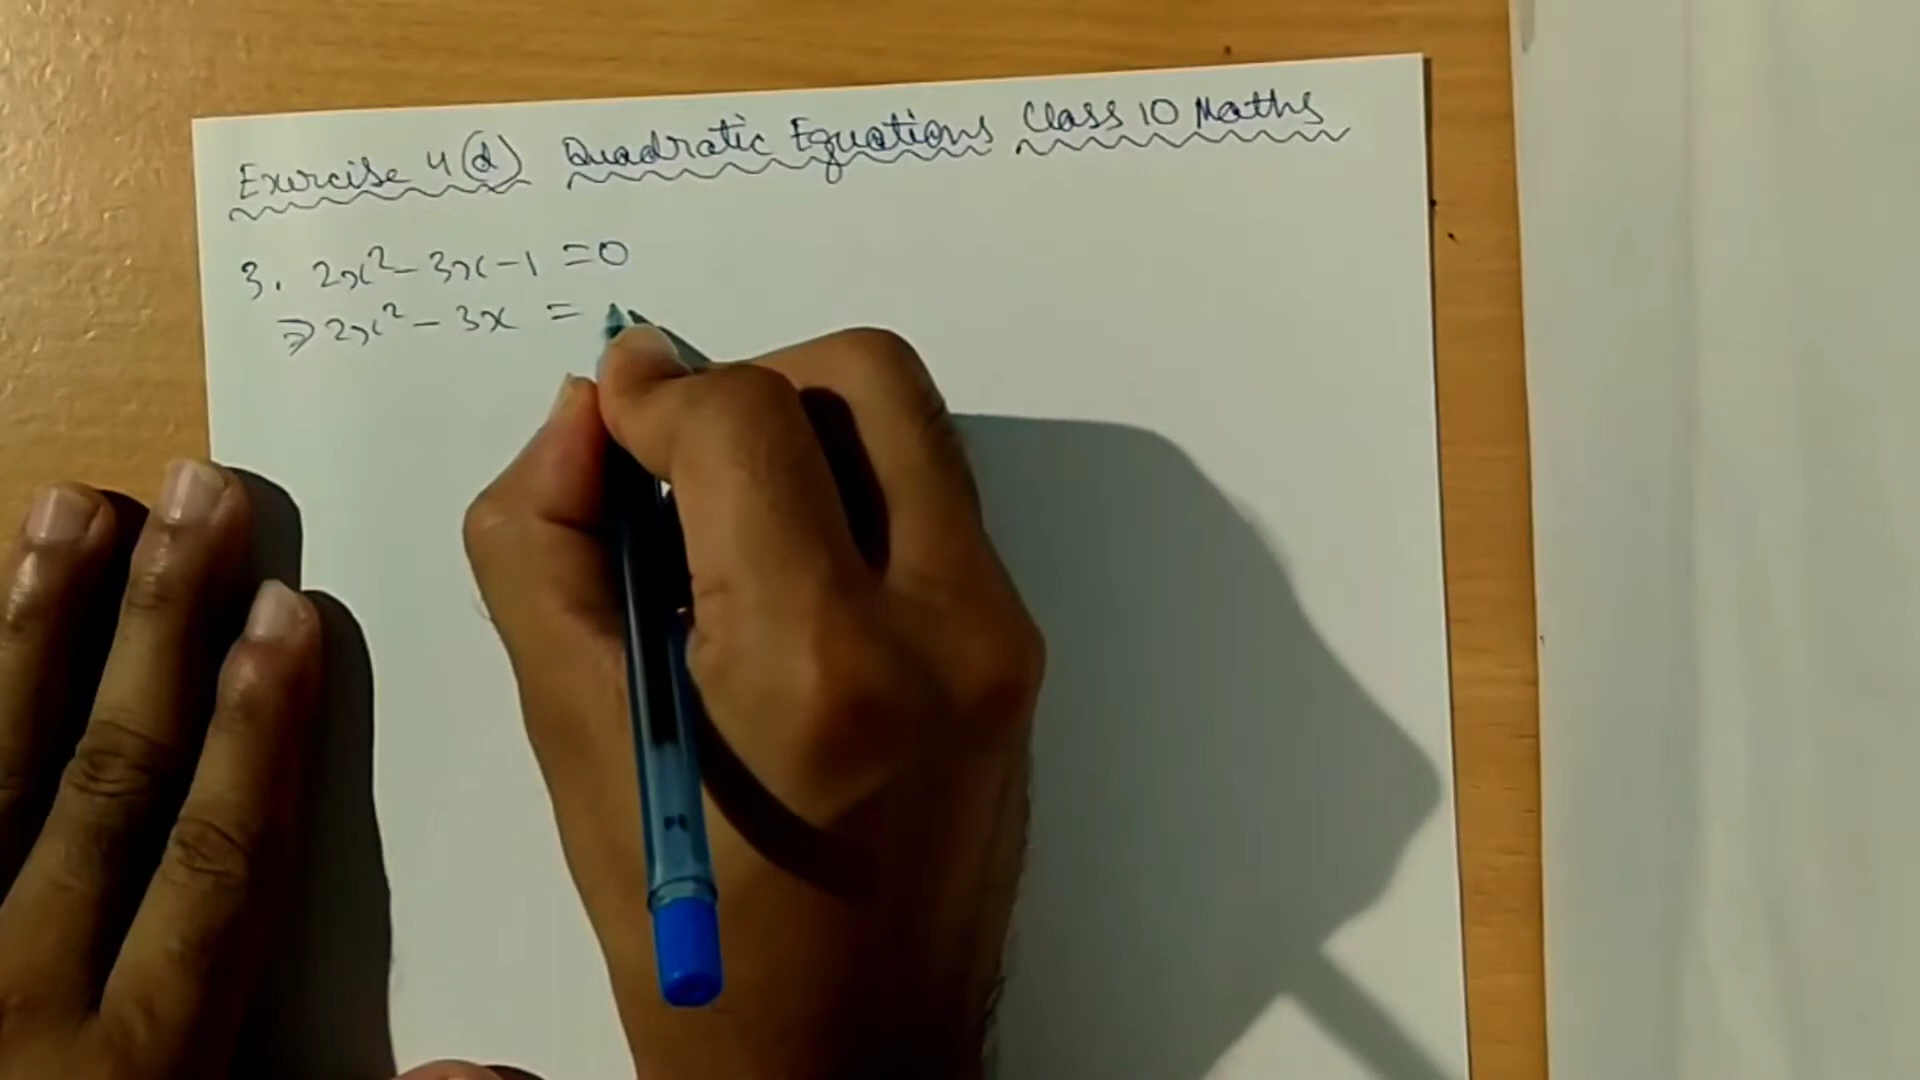 Exercise 4(d) Quadratic Equations Class 10 Maths
3. 2x² - 3x - 1 = 0
⇒ 2x² - 3x =